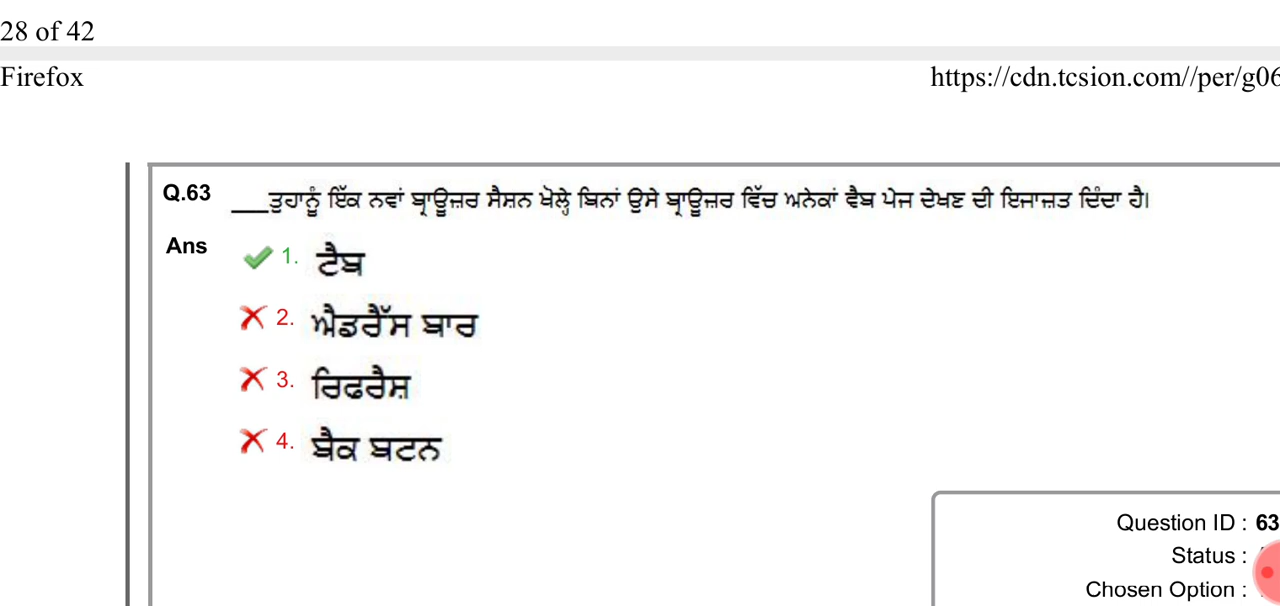 28 of 42
Firefox https://cdn.tcsion.com//per/g06
Q.63 ___ਤੁਹਾਨੂੰ ਇੱਕ ਨਵਾਂ ਬ੍ਰਾਊਜ਼ਰ ਸੈਸ਼ਨ ਖੋਲ੍ਹੇ ਬਿਨਾਂ ਉਸੇ ਬ੍ਰਾਊਜ਼ਰ ਵਿੱਚ ਅਨੇਕਾਂ ਵੈਬ ਪੇਜ ਦੇਖਣ ਦੀ ਇਜਾਜ਼ਤ ਦਿੰਦਾ ਹੈ।
Ans 1. ਟੈਬ
2. ਐਡਰੈੱਸ ਬਾਰ
3. ਰਿਫਰੈਸ਼
4. ਬੈਕ ਬਟਨ
Question ID : 63
Status :
Chosen Option :